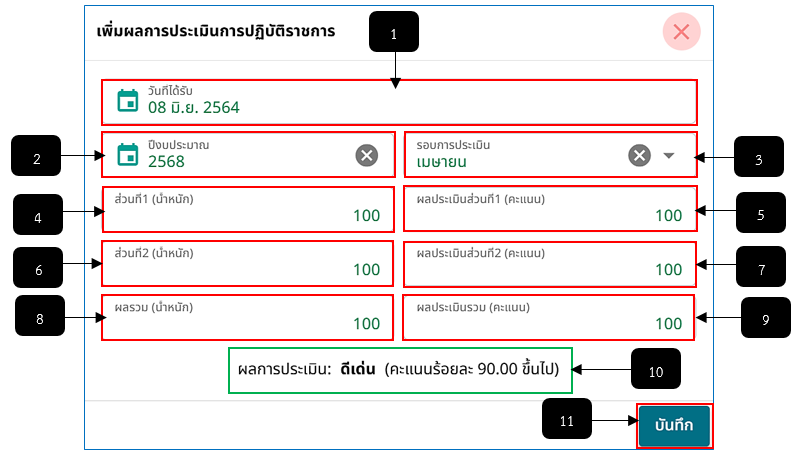 เพิ่มผลการประเมินการปฏิบัติราชการ
1
วันที่ได้รับ
08 มิ.ย. 2564
2
ปีงบประมาณ
2568
รอบการประเมิน
เมษายน
3
4
ส่วนที่1 (น้ำหนัก)
100
ผลประเมินส่วนที่1 (คะแนน)
100
5
6
ส่วนที่2 (น้ำหนัก)
100
ผลประเมินส่วนที่2 (คะแนน)
100
7
8
ผลรวม (น้ำหนัก)
100
ผลประเมินรวม (คะแนน)
100
9
ผลการประเมิน: ดีเด่น (คะแนนร้อยละ 90.00 ขึ้นไป)
10
11
บันทึก